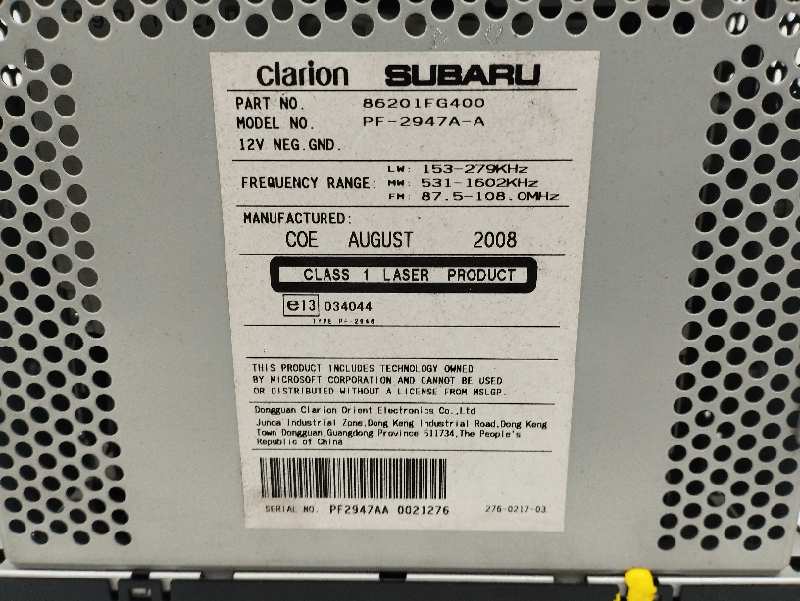 clarion SUBARU
PART NO. 86201FG400
MODEL NO. PF-2947A-A
12V NEG.GND.
FREQUENCY RANGE: LW: 153-279KHz
MW: 531-1602KHz
FM: 87.5-108.0MHz
MANUFACTURED:
COE AUGUST 2008
CLASS 1 LASER PRODUCT
e13 034044
TYPE PF-2948
THIS PRODUCT INCLUDES TECHNOLOGY OWNED
BY MICROSOFT CORPORATION AND CANNOT BE USED
OR DISTRIBUTED WITHOUT A LICENSE FROM MSLGP.
Dongguan Clarion Orient Electronics Co.,Ltd
Juncai Industrial Zone,Dong Keng Industrial Road,Dong Keng
Town Dongguan,Guangdong Province 511734,The People's
Republic of China
SERIAL NO. PF2947AA 0021276
276-0217-03